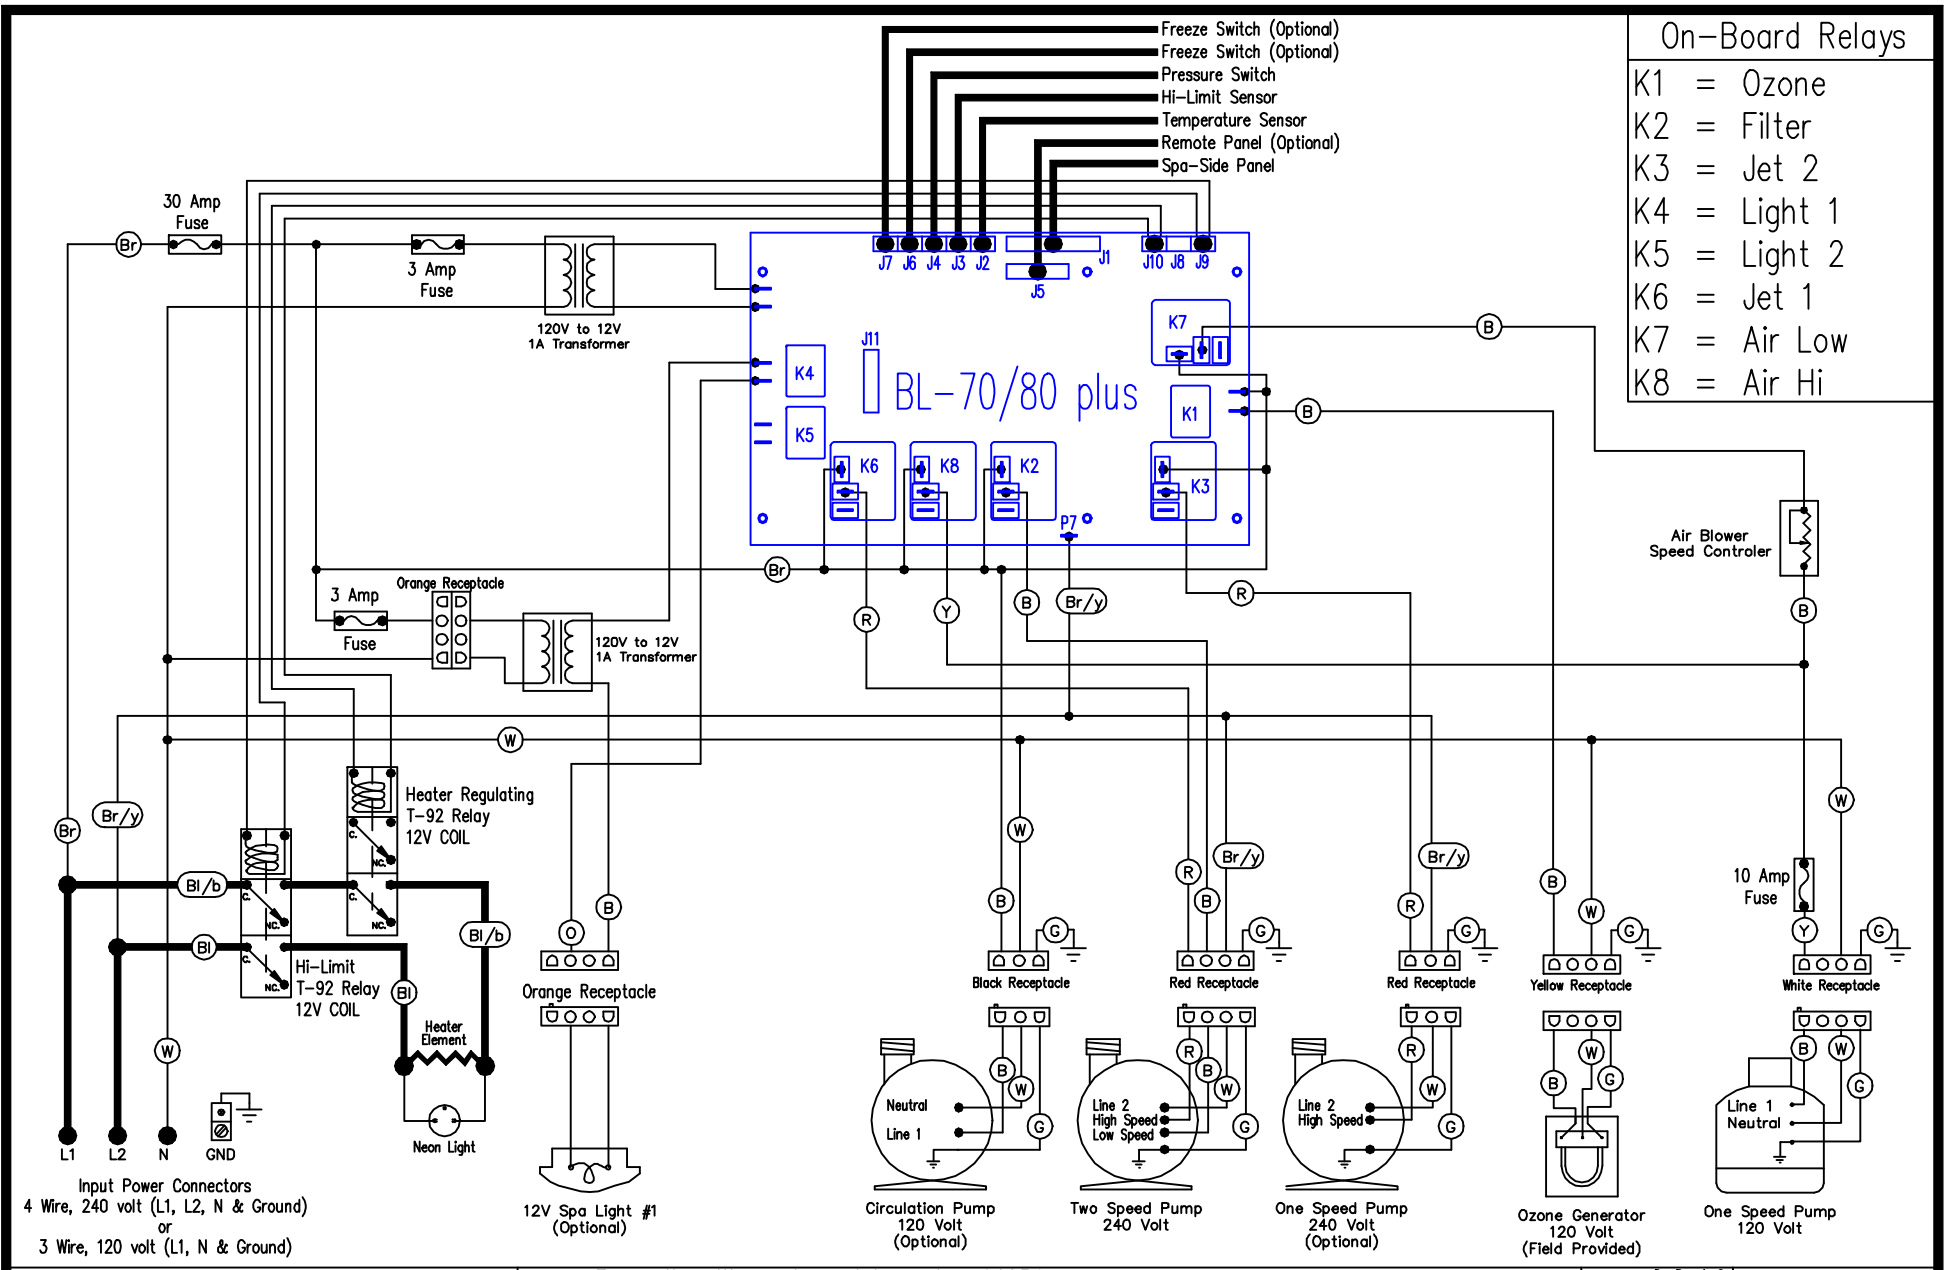 Freeze Switch (Optional)
Freeze Switch (Optional)
Pressure Switch
Hi-Limit Sensor
Temperature Sensor
Remote Panel (Optional)
Spa-Side Panel
On-Board Relays
K1 = Ozone
K2 = Filter
K3 = Jet 2
K4 = Light 1
K5 = Light 2
K6 = Jet 1
K7 = Air Low
K8 = Air Hi
30 Amp
Fuse
Br
3 Amp
Fuse
120V to 12V
1A Transformer
J7 J6 J4 J3 J2
J1
J5
J10 J8 J9
K7
J11
K4
BL-70/80 plus
K1
K5
K6
K8
K2
K3
P7
B
B
Air Blower
Speed Controler
Br
Orange Receptacle
3 Amp
Fuse
120V to 12V
1A Transformer
R
Y
B
Br/y
R
B
W
Heater Regulating
T-92 Relay
12V COIL
C.
NC.
C.
NC.
Br
Br/y
Bl/b
C.
NC.
Bl
C.
NC.
Hi-Limit
T-92 Relay
12V COIL
Bl/b
Bl
W
Heater
Element
Neon Light
L1 L2 N GND
Input Power Connectors
4 Wire, 240 volt (L1, L2, N & Ground)
or
3 Wire, 120 volt (L1, N & Ground)
O
B
Orange Receptacle
12V Spa Light #1
(Optional)
W
B
G
Black Receptacle
B
W
G
Neutral
Line 1
Circulation Pump
120 Volt
(Optional)
Br/y
R
B
G
Red Receptacle
R
B
W
G
Line 2
High Speed
Low Speed
Two Speed Pump
240 Volt
Br/y
R
G
Red Receptacle
R
W
G
Line 2
High Speed
One Speed Pump
240 Volt
(Optional)
B
W
G
Yellow Receptacle
W
B
G
Ozone Generator
120 Volt
(Field Provided)
W
10 Amp
Fuse
Y
G
White Receptacle
B
W
G
Line 1
Neutral
One Speed Pump
120 Volt